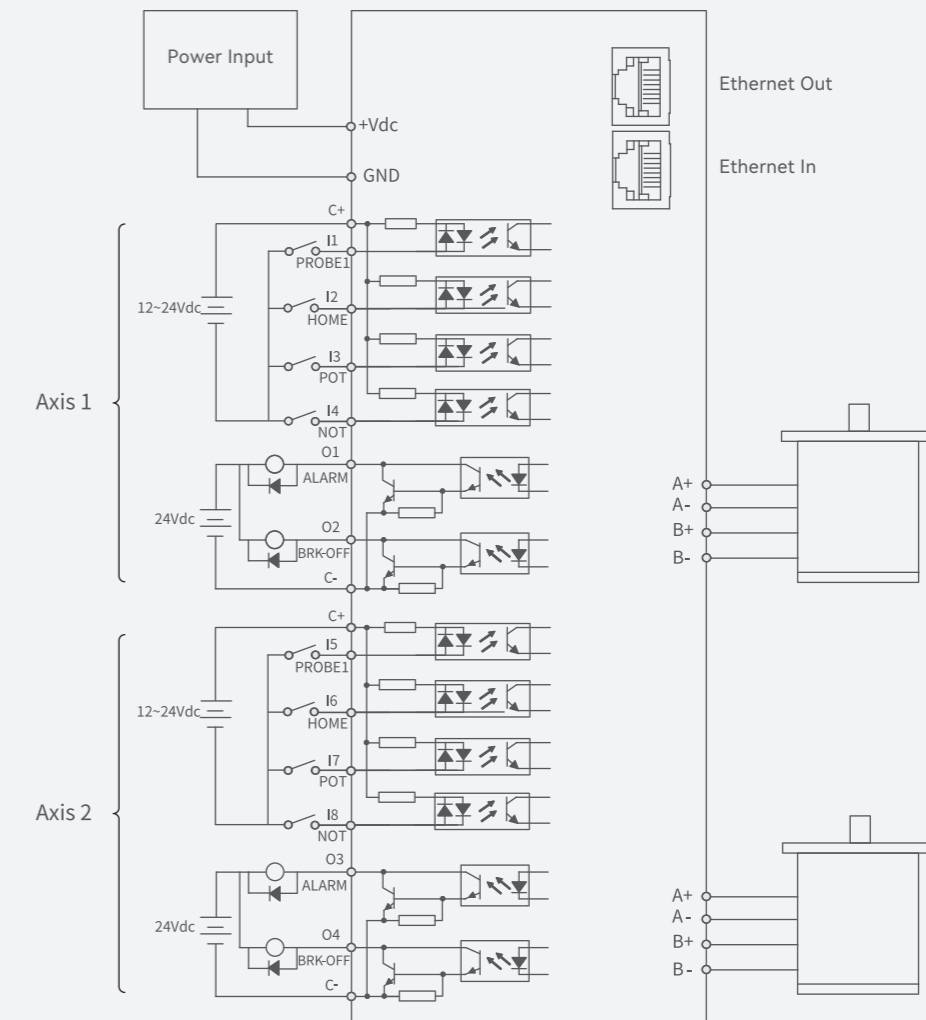 Power Input
Ethernet Out
+Vdc
Ethernet In
GND
C+
I1
PROBE1
I2
12~24Vdc
HOME
I3
POT
Axis 1
I4
NOT
O1
ALARM
A+
A-
24Vdc
O2
B+
BRK-OFF
B-
C-
C+
I5
PROBE1
I6
12~24Vdc
HOME
I7
POT
Axis 2
I8
NOT
O3
ALARM
A+
A-
24Vdc
O4
B+
BRK-OFF
B-
C-